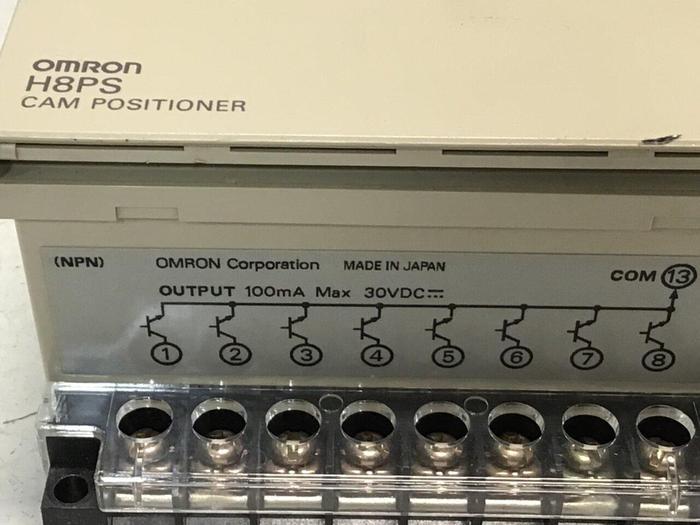 OMRON
H8PS
CAM POSITIONER
(NPN) OMRON Corporation MADE IN JAPAN
COM 13
OUTPUT 100mA Max 30VDC
1 2 3 4 5 6 7 8